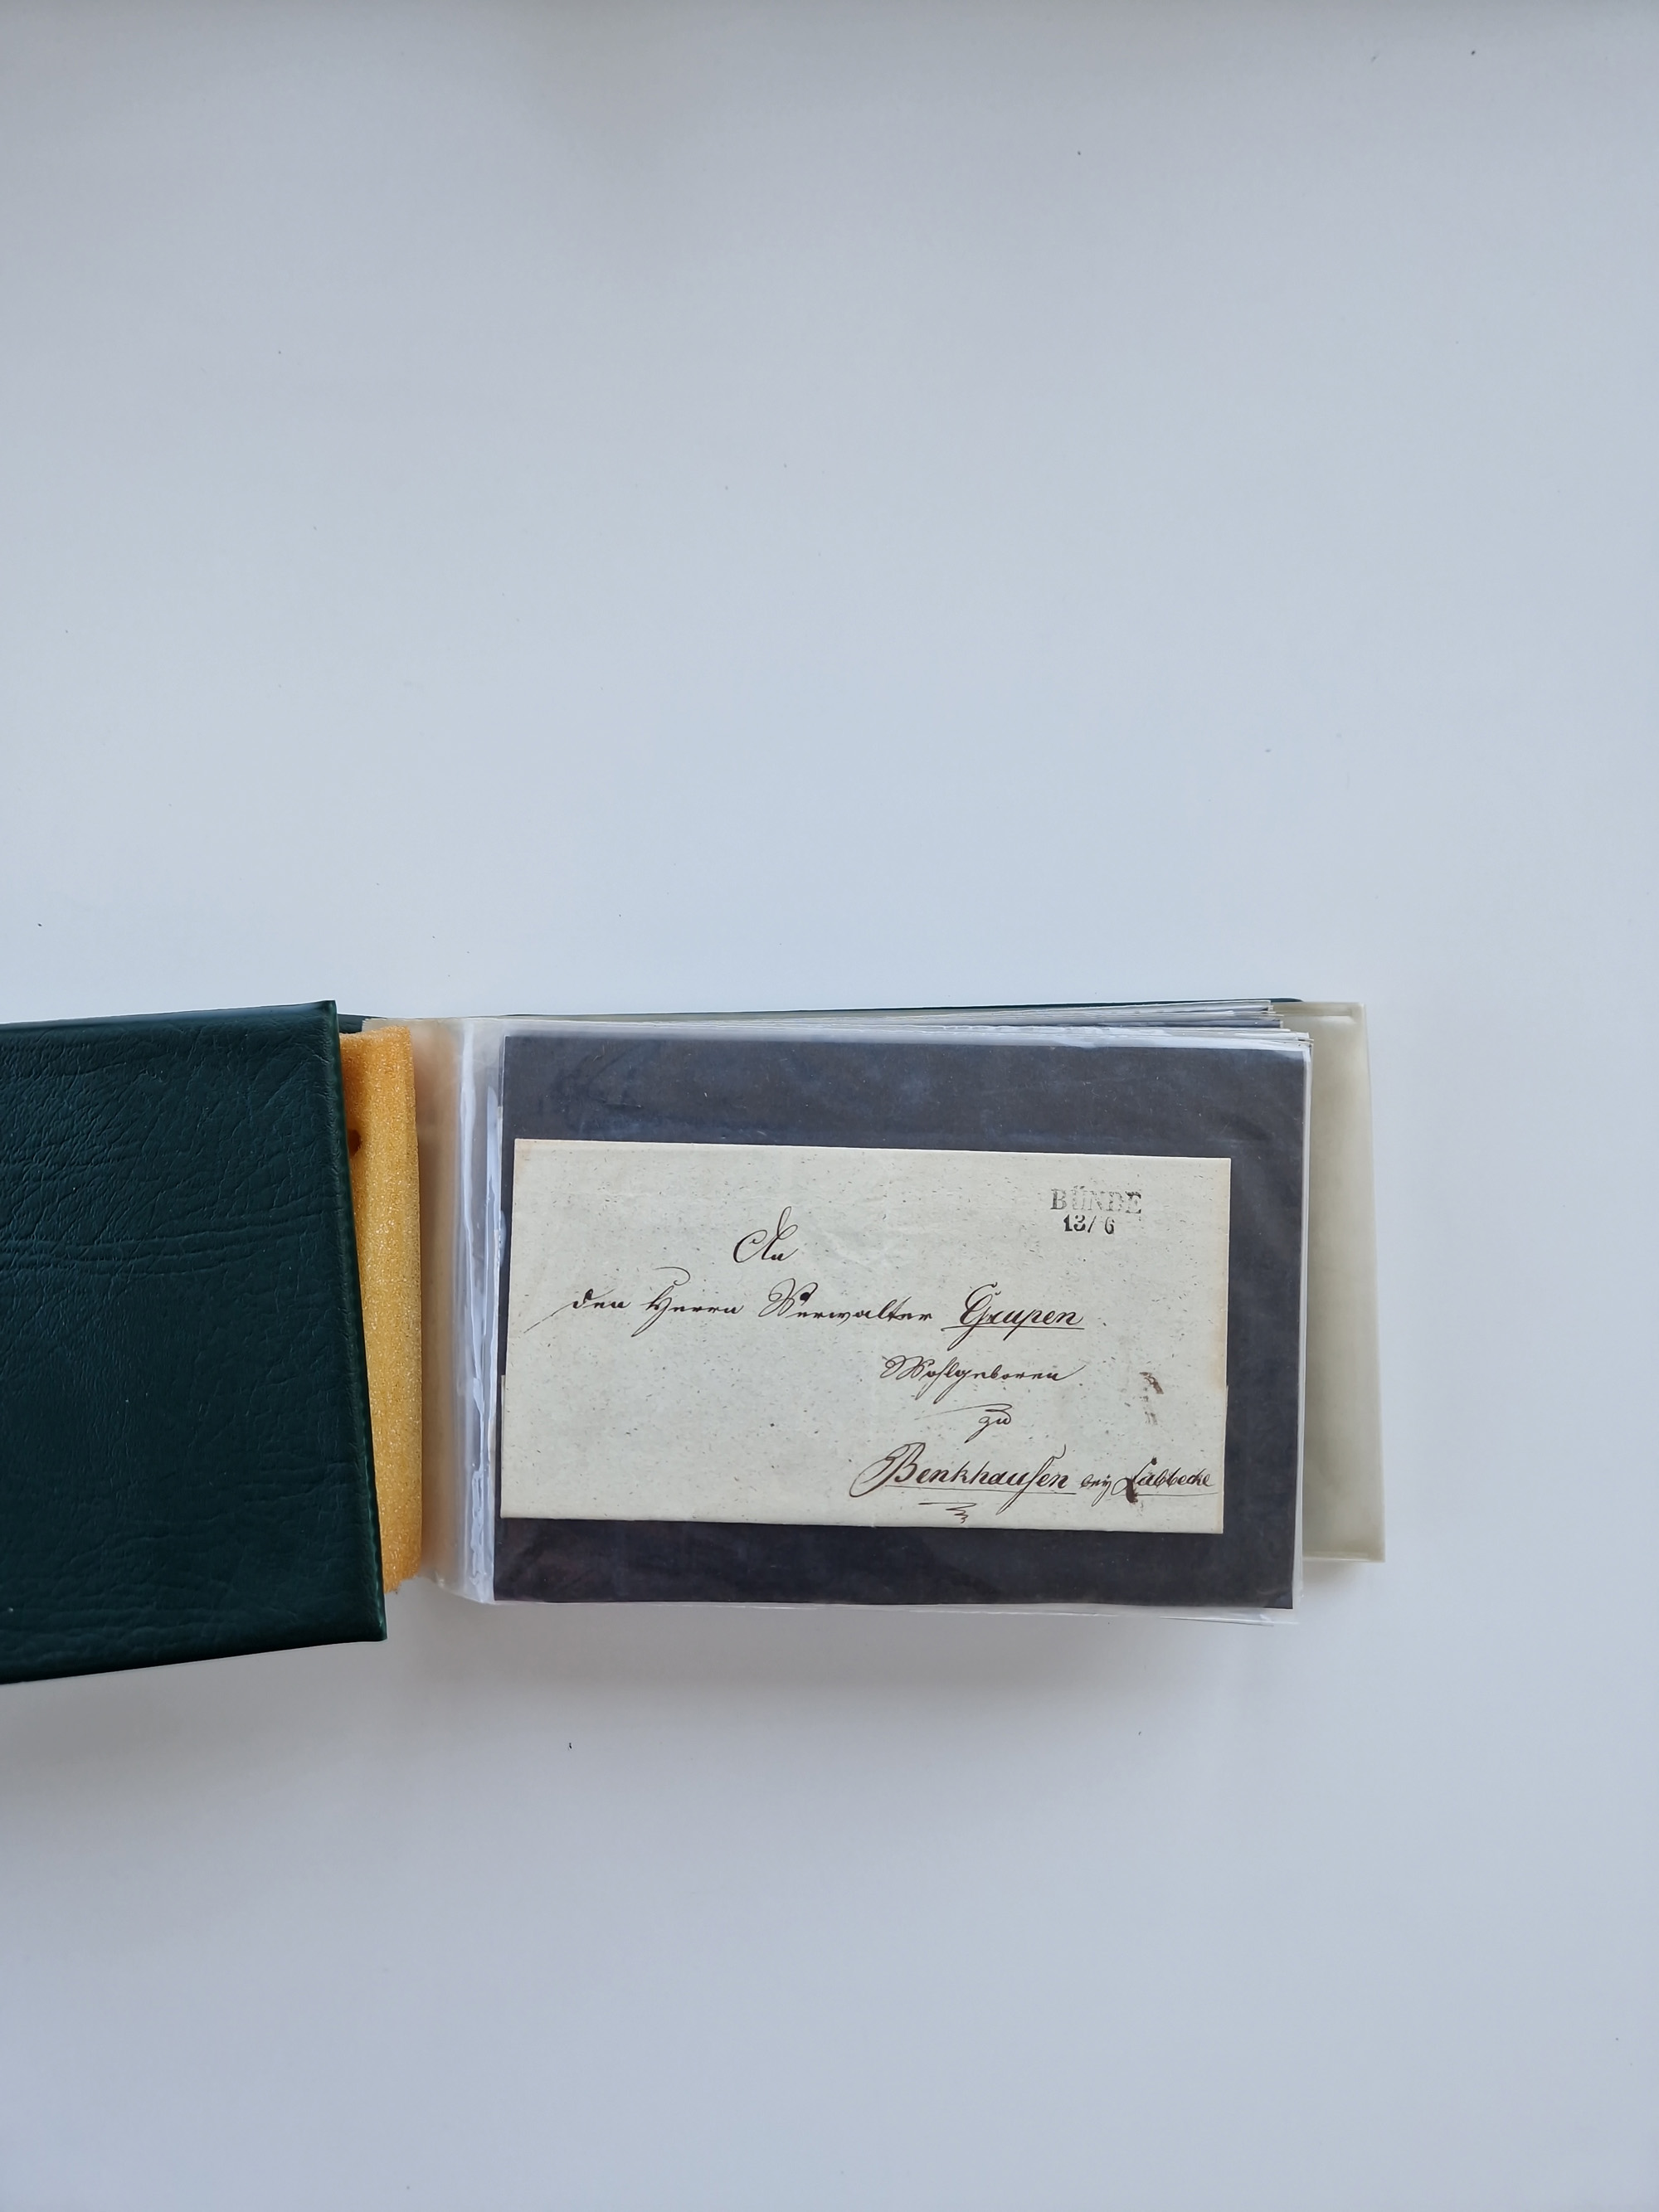 BÜNDE
13/6
An
den Herrn Verwalter Grupen
Wohlgeboren
zu
Benkhausen bey Lübbecke